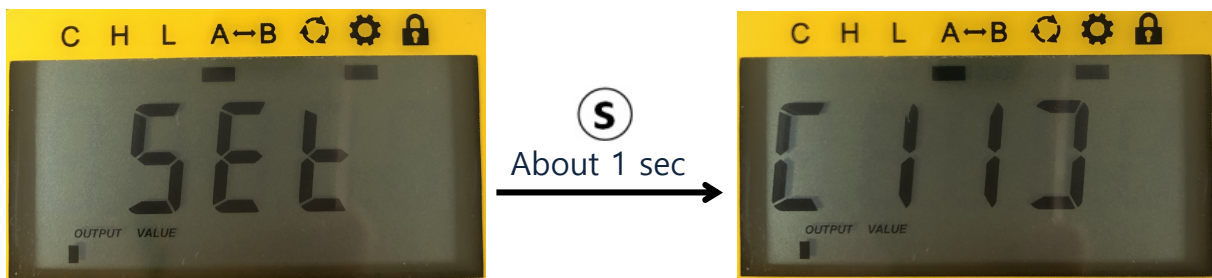 C H L A↔B
SEt
OUTPUT VALUE
S
About 1 sec
C H L A↔B
[11]
OUTPUT VALUE